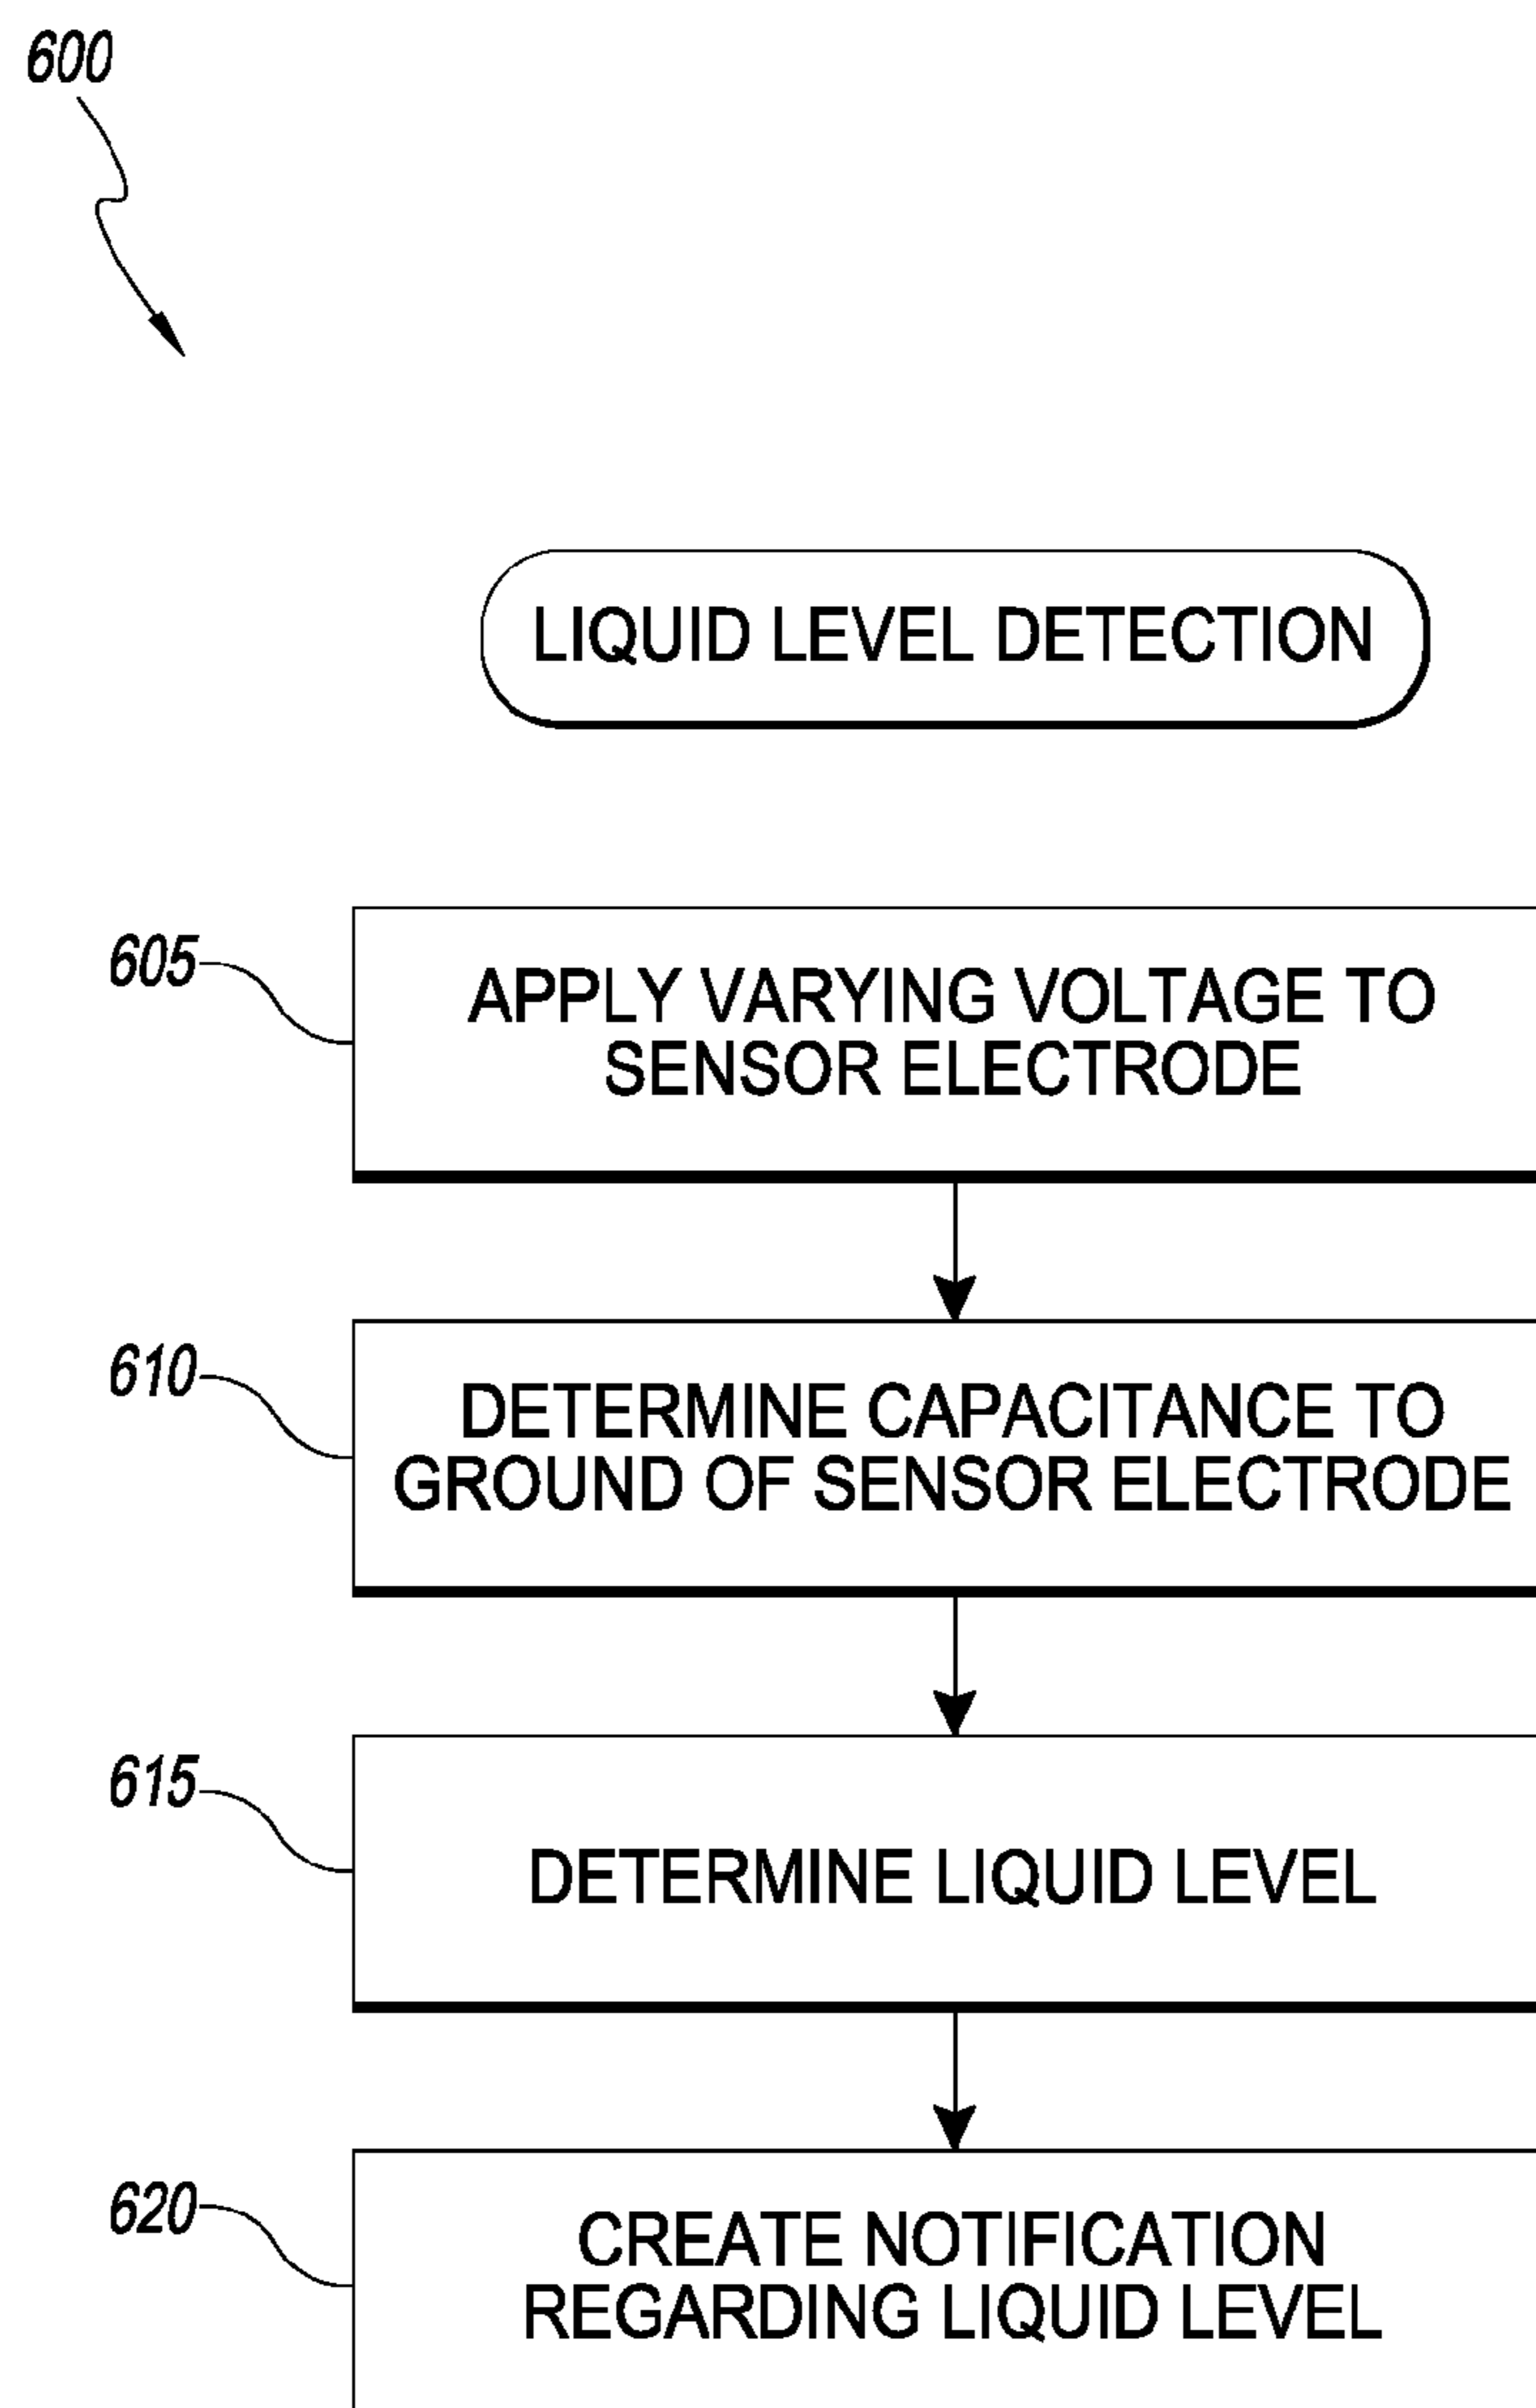 600
LIQUID LEVEL DETECTION
605
APPLY VARYING VOLTAGE TO
SENSOR ELECTRODE
610
DETERMINE CAPACITANCE TO
GROUND OF SENSOR ELECTRODE
615
DETERMINE LIQUID LEVEL
620
CREATE NOTIFICATION
REGARDING LIQUID LEVEL